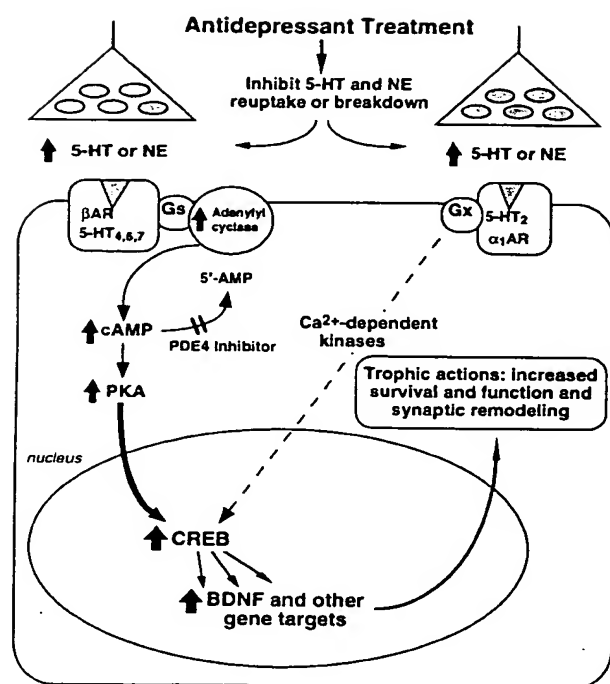 Antidepressant Treatment
Inhibit 5-HT and NE
reuptake or breakdown
5-HT or NE
5-HT or NE
βAR
5-HT4,6,7
Gs
Adenylyl
cyclase
Gx
5-HT2
α1AR
5'-AMP
cAMP
PDE4 Inhibitor
Ca2+-dependent
kinases
PKA
Trophic actions: increased
survival and function and
synaptic remodeling
nucleus
CREB
BDNF and other
gene targets